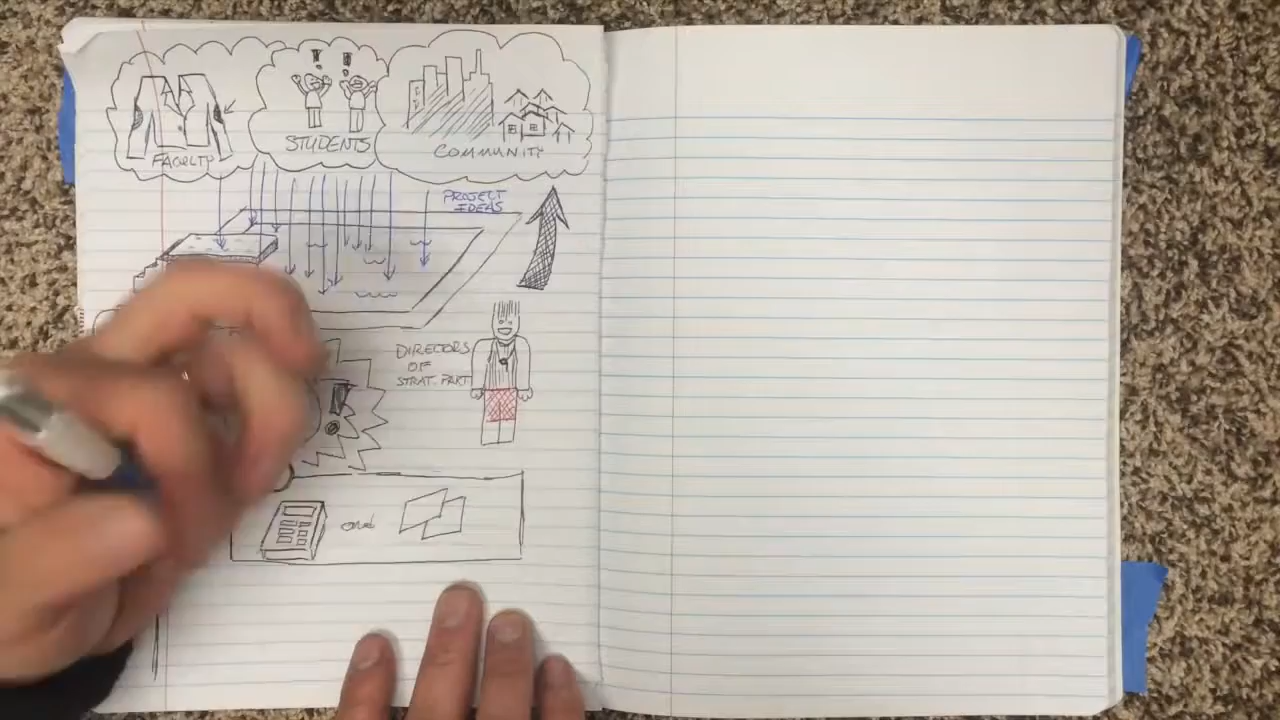 FACULTY
STUDENTS
COMMUNITY
PROJECT
IDEAS
DIRECTORS
OF
STRAT. PART
and